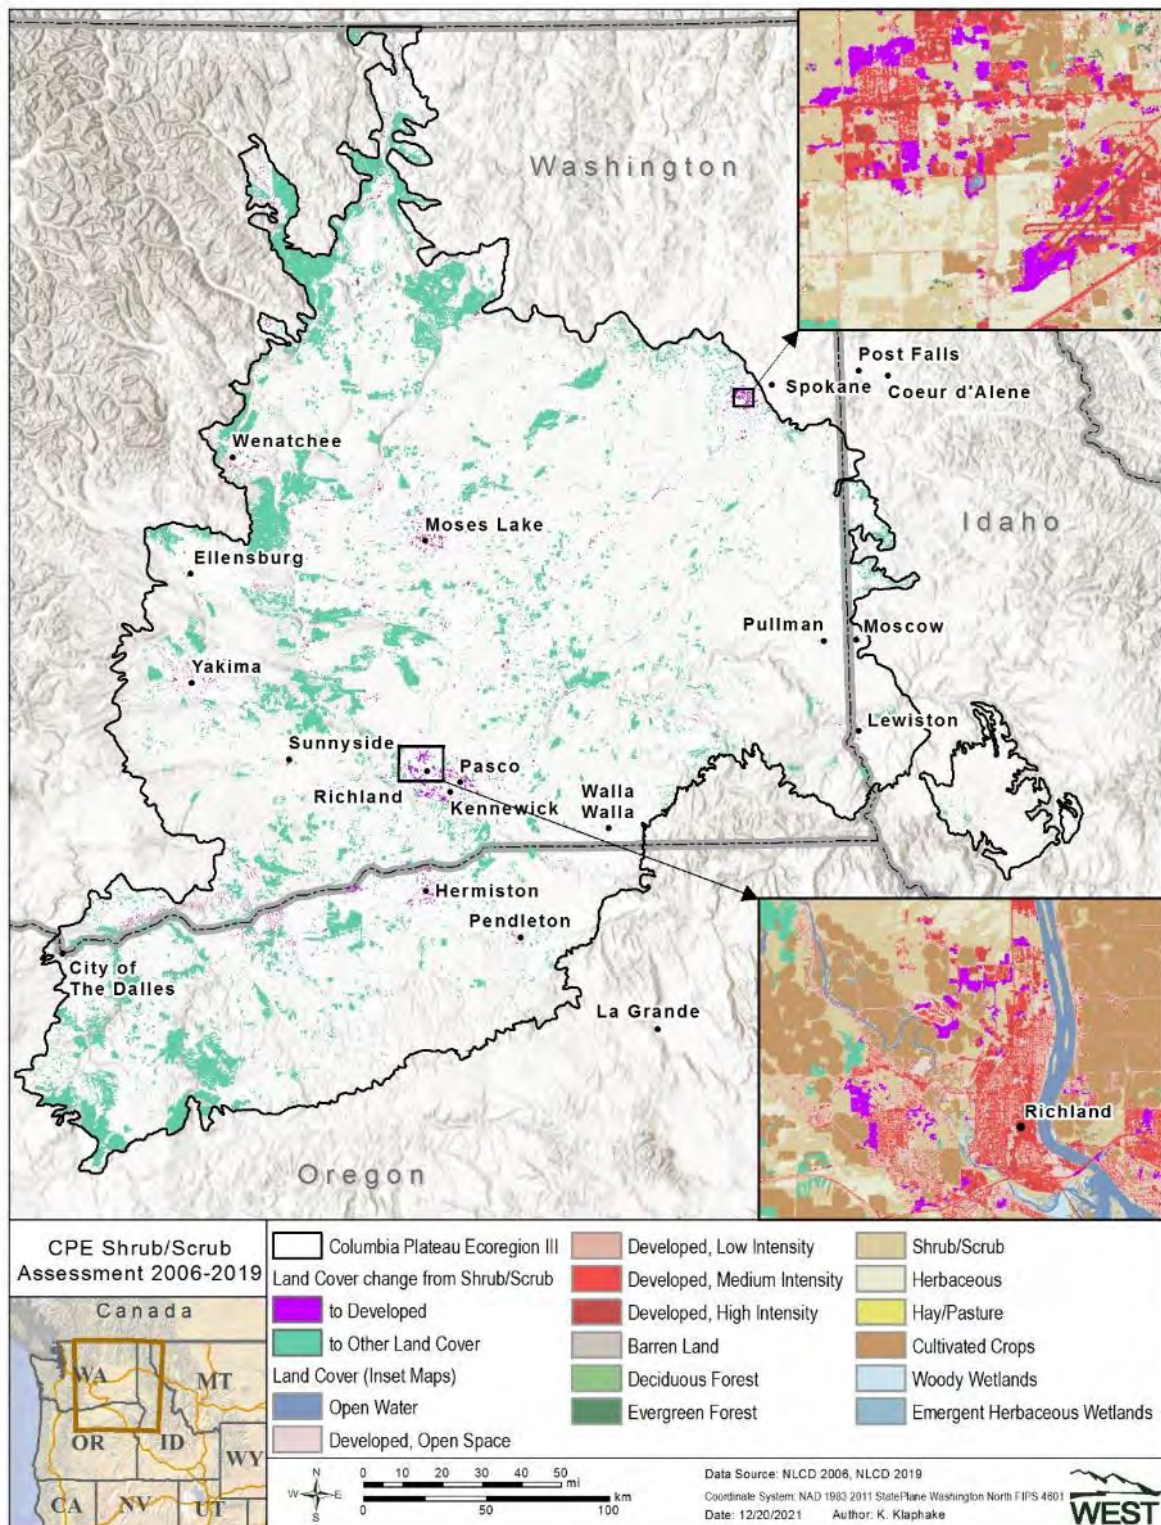 Washington
Post Falls
Spokane
Coeur d'Alene
Wenatchee
Moses Lake
Idaho
Ellensburg
Pullman
Moscow
Yakima
Lewiston
Sunnyside
Pasco
Richland
Kennewick
Walla
Walla
Hermiston
Pendleton
City of
The Dalles
La Grande
Richland
Oregon
CPE Shrub/Scrub
Assessment 2006-2019
Canada
WA
MT
OR
ID
WY
CA
NV
UT
Columbia Plateau Ecoregion III
Land Cover change from Shrub/Scrub
to Developed
to Other Land Cover
Land Cover (Inset Maps)
Open Water
Developed, Open Space
Developed, Low Intensity
Developed, Medium Intensity
Developed, High Intensity
Barren Land
Deciduous Forest
Evergreen Forest
Shrub/Scrub
Herbaceous
Hay/Pasture
Cultivated Crops
Woody Wetlands
Emergent Herbaceous Wetlands
N
W E
S
0 10 20 30 40 50
mi
km
0 50 100
Data Source: NLCD 2006, NLCD 2019
Coordinate System: NAD 1983 2011 StatePlane Washington North FIPS 4601
Date: 12/20/2021 Author: K. Klaphake
WEST